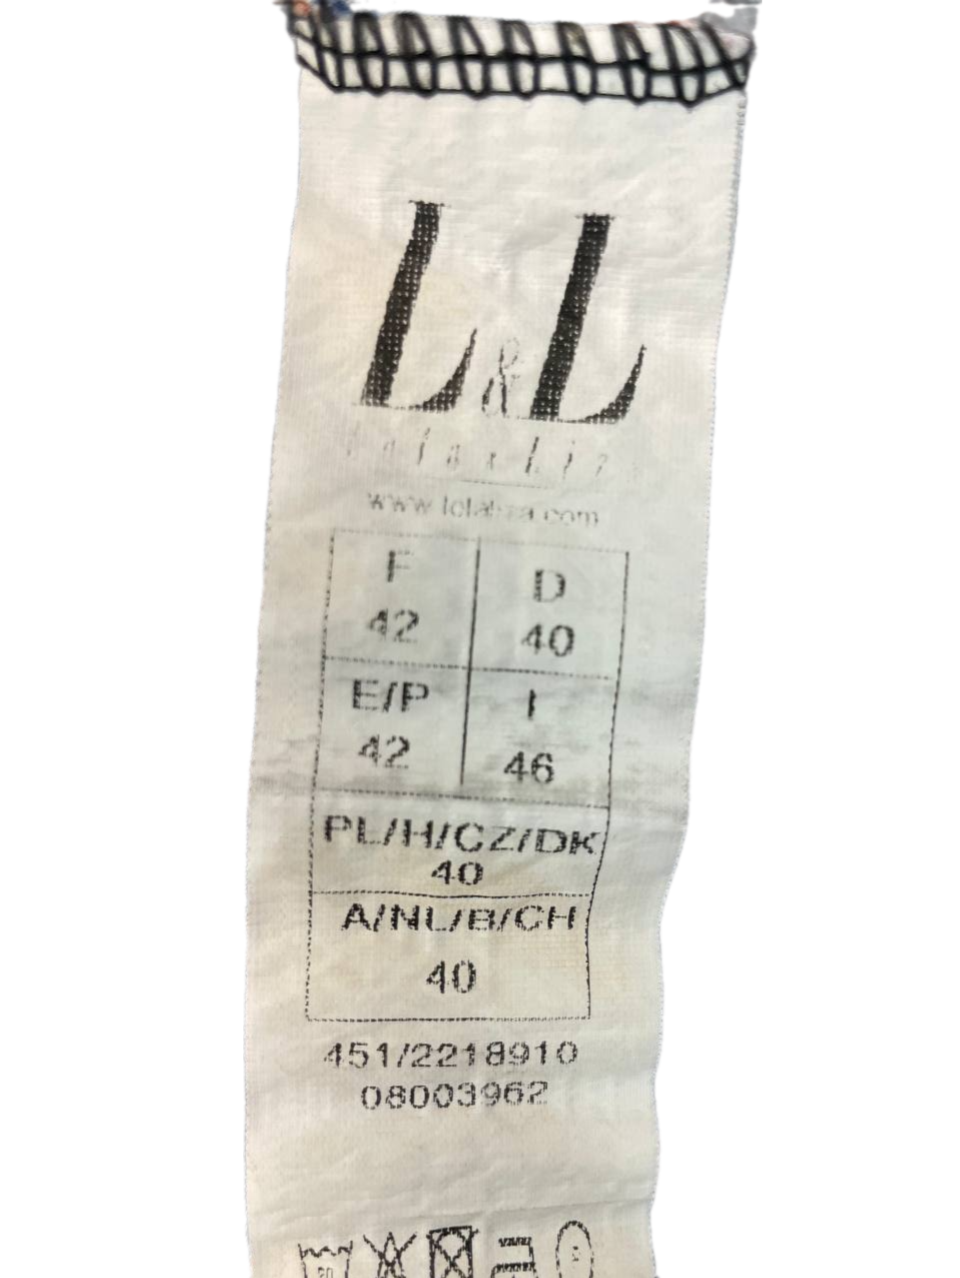 L&L
www.lolaliza.com
F D
42 40
E/P I
42 46
PL/H/CZ/DK
40
A/NL/B/CH
40
451/2218910
08003962